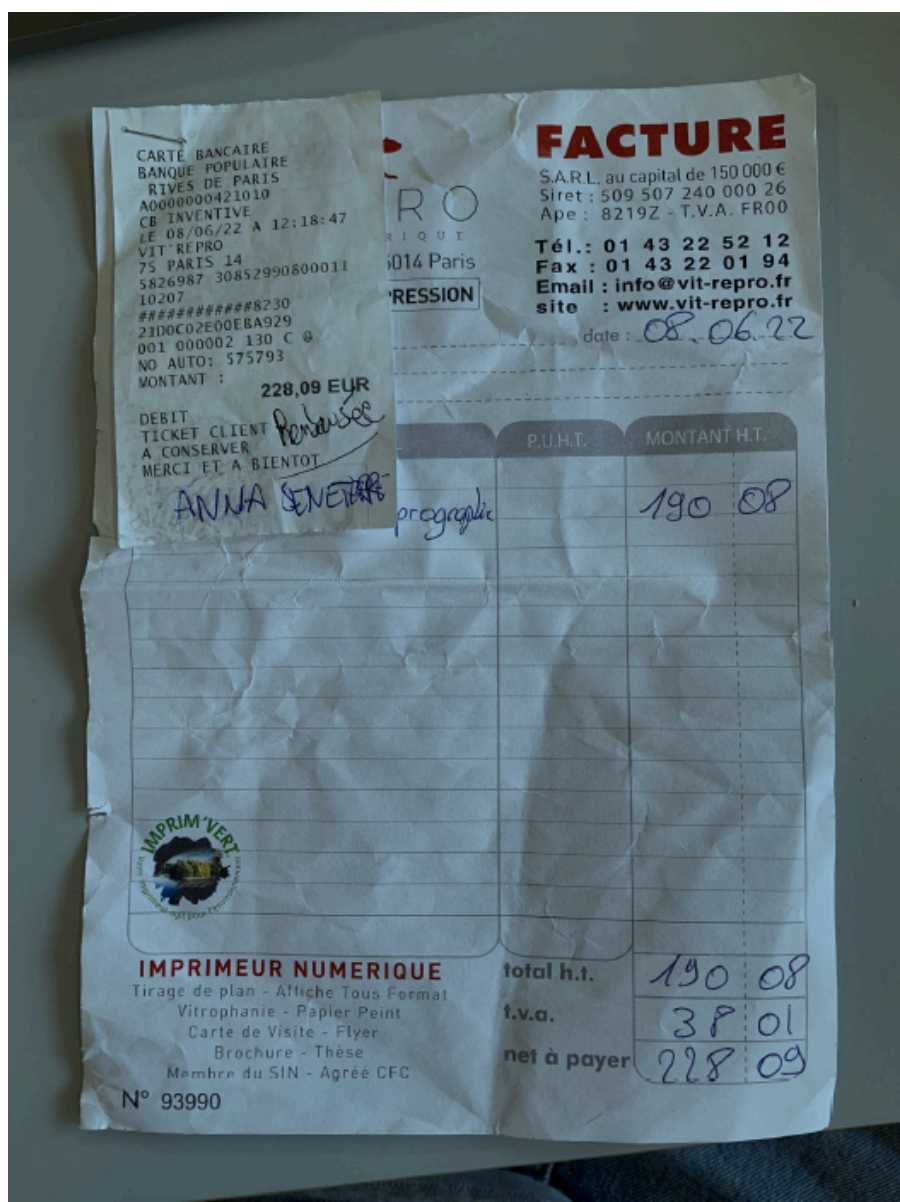 CARTE BANCAIRE
BANQUE POPULAIRE
RIVES DE PARIS
A0000000421010
CB INVENTIVE
LE 08/06/22 A 12:18:47
VIT'REPRO
75 PARIS 14
5826987 30852990800011
10207
############8230
21D0C02E00EBA929
001 000002 130 C @
NO AUTO: 575793
MONTANT :
228,09 EUR
DEBIT
TICKET CLIENT
A CONSERVER
MERCI ET A BIENTOT
ANNA
RO
RIQUE
5014 Paris
PRESSION
FACTURE
S.A.R.L. au capital de 150 000 €
Siret : 509 507 240 000 26
Ape : 8219Z - T.V.A. FR00
Tél.: 01 43 22 52 12
Fax : 01 43 22 01 94
Email : info@vit-repro.fr
site : www.vit-repro.fr
date : 08.06.22
P.U.H.T. MONTANT H.T.
prographie 190 08
IMPRIM'VERT
IMPRIMEUR NUMERIQUE
Tirage de plan - Affiche Tous Format
Vitrophanie - Papier Peint
Carte de Visite - Flyer
Brochure - Thèse
Membre du SIN - Agréé CFC
N° 93990
total h.t. 190 08
t.v.a. 38 01
net à payer 228 09